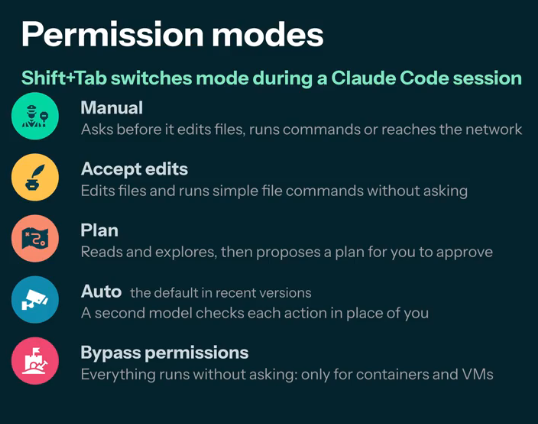 Permission modes
Shift+Tab switches mode during a Claude Code session
Manual
Asks before it edits files, runs commands or reaches the network
Accept edits
Edits files and runs simple file commands without asking
Plan
Reads and explores, then proposes a plan for you to approve
Auto the default in recent versions
A second model checks each action in place of you
Bypass permissions
Everything runs without asking: only for containers and VMs